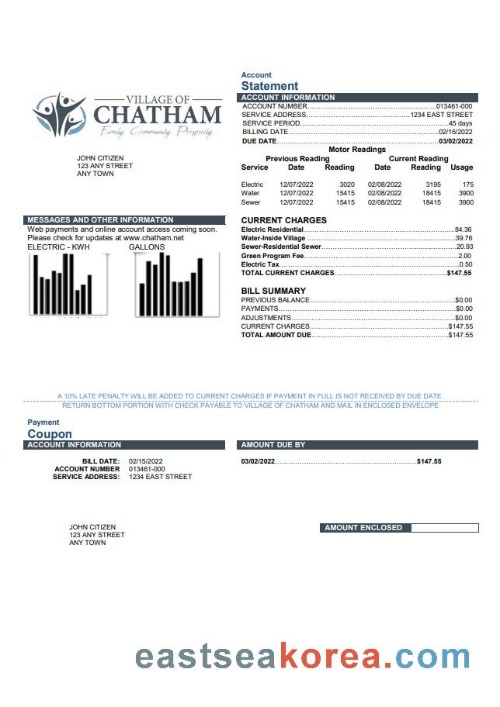 VILLAGE OF
CHATHAM
Family Community Prosperity
JOHN CITIZEN
123 ANY STREET
ANY TOWN
Account
Statement
ACCOUNT INFORMATION
ACCOUNT NUMBER 013461-000
SERVICE ADDRESS 1234 EAST STREET
SERVICE PERIOD 45 days
BILLING DATE 02/15/2022
DUE DATE 03/02/2022
Motor Readings
Previous Reading Current Reading
Service Date Reading Date Reading Usage
Electric 12/07/2022 3020 02/08/2022 3195 175
Water 12/07/2022 15415 02/08/2022 18415 3900
Sewer 12/07/2022 15415 02/08/2022 18415 3900
MESSAGES AND OTHER INFORMATION
Web payments and online account access coming soon.
Please check for updates at www.chatham.net
ELECTRIC - KWH GALLONS
CURRENT CHARGES
Electric Residential 84.36
Water-Inside Village 39.76
Sewer-Residential Sewer 20.93
Green Program Fee 2.00
Electric Tax 0.50
TOTAL CURRENT CHARGES $147.55
BILL SUMMARY
PREVIOUS BALANCE $0.00
PAYMENTS $0.00
ADJUSTMENTS $0.00
CURRENT CHARGES $147.55
TOTAL AMOUNT DUE $147.55
A 10% LATE PENALTY WILL BE ADDED TO CURRENT CHARGES IF PAYMENT IN FULL IS NOT RECEIVED BY DUE DATE.
RETURN BOTTOM PORTION WITH CHECK PAYABLE TO VILLAGE OF CHATHAM AND MAIL IN ENCLOSED ENVELOPE
Payment
Coupon
ACCOUNT INFORMATION
BILL DATE: 02/15/2022
ACCOUNT NUMBER 013461-000
SERVICE ADDRESS: 1234 EAST STREET
AMOUNT DUE BY
03/02/2022 $147.55
JOHN CITIZEN
123 ANY STREET
ANY TOWN
AMOUNT ENCLOSED
eastseakorea.com